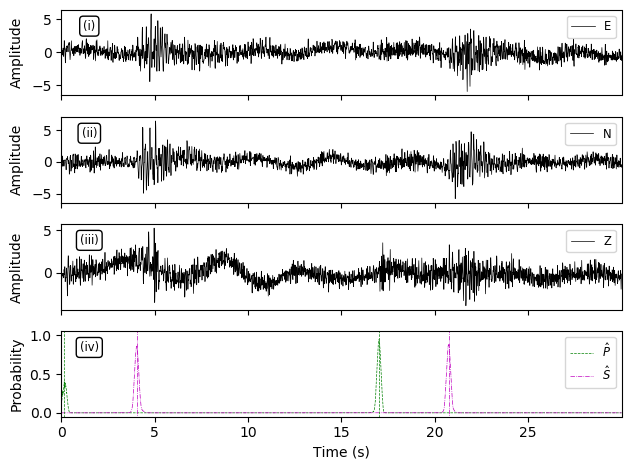 (i)
E
Amplitude
5
0
−5
(ii)
N
Amplitude
5
0
−5
(iii)
Z
Amplitude
5
0
(iv)
P̂
Ŝ
Probability
1.0
0.5
0.0
0 5 10 15 20 25
Time (s)